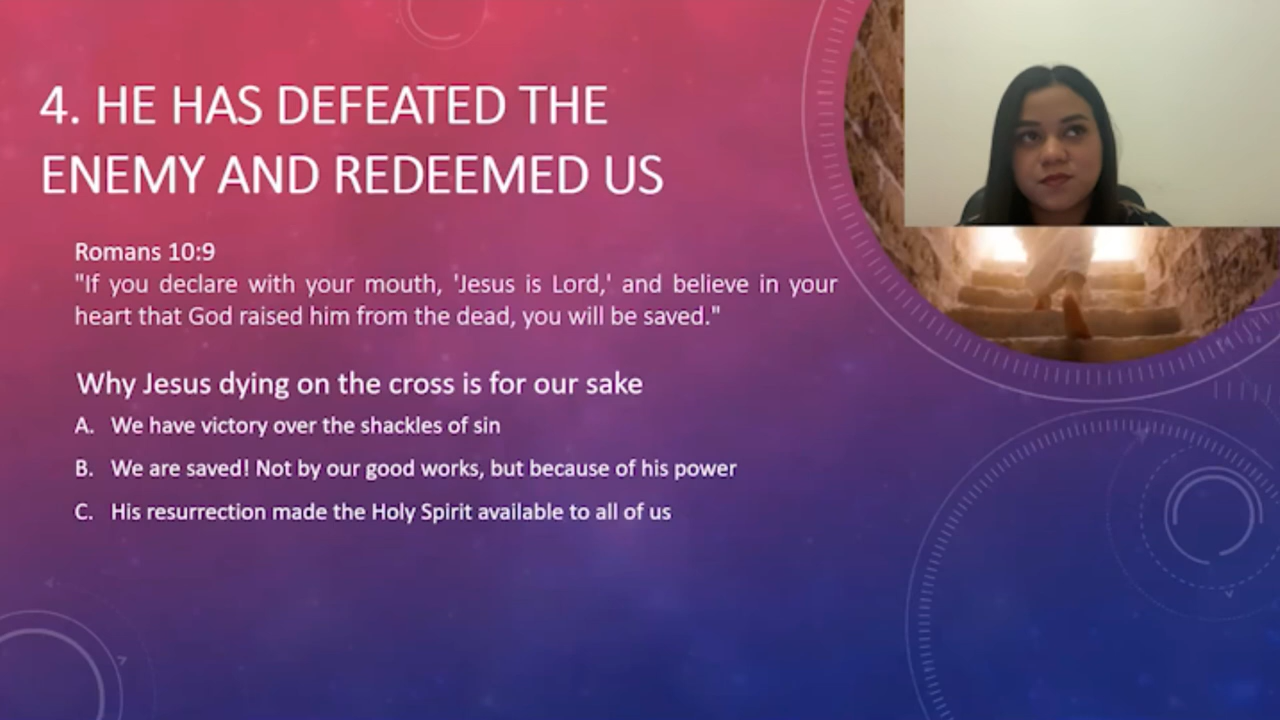 4. HE HAS DEFEATED THE
ENEMY AND REDEEMED US
Romans 10:9
"If you declare with your mouth, 'Jesus is Lord,' and believe in your
heart that God raised him from the dead, you will be saved."
Why Jesus dying on the cross is for our sake
A. We have victory over the shackles of sin
B. We are saved! Not by our good works, but because of his power
C. His resurrection made the Holy Spirit available to all of us